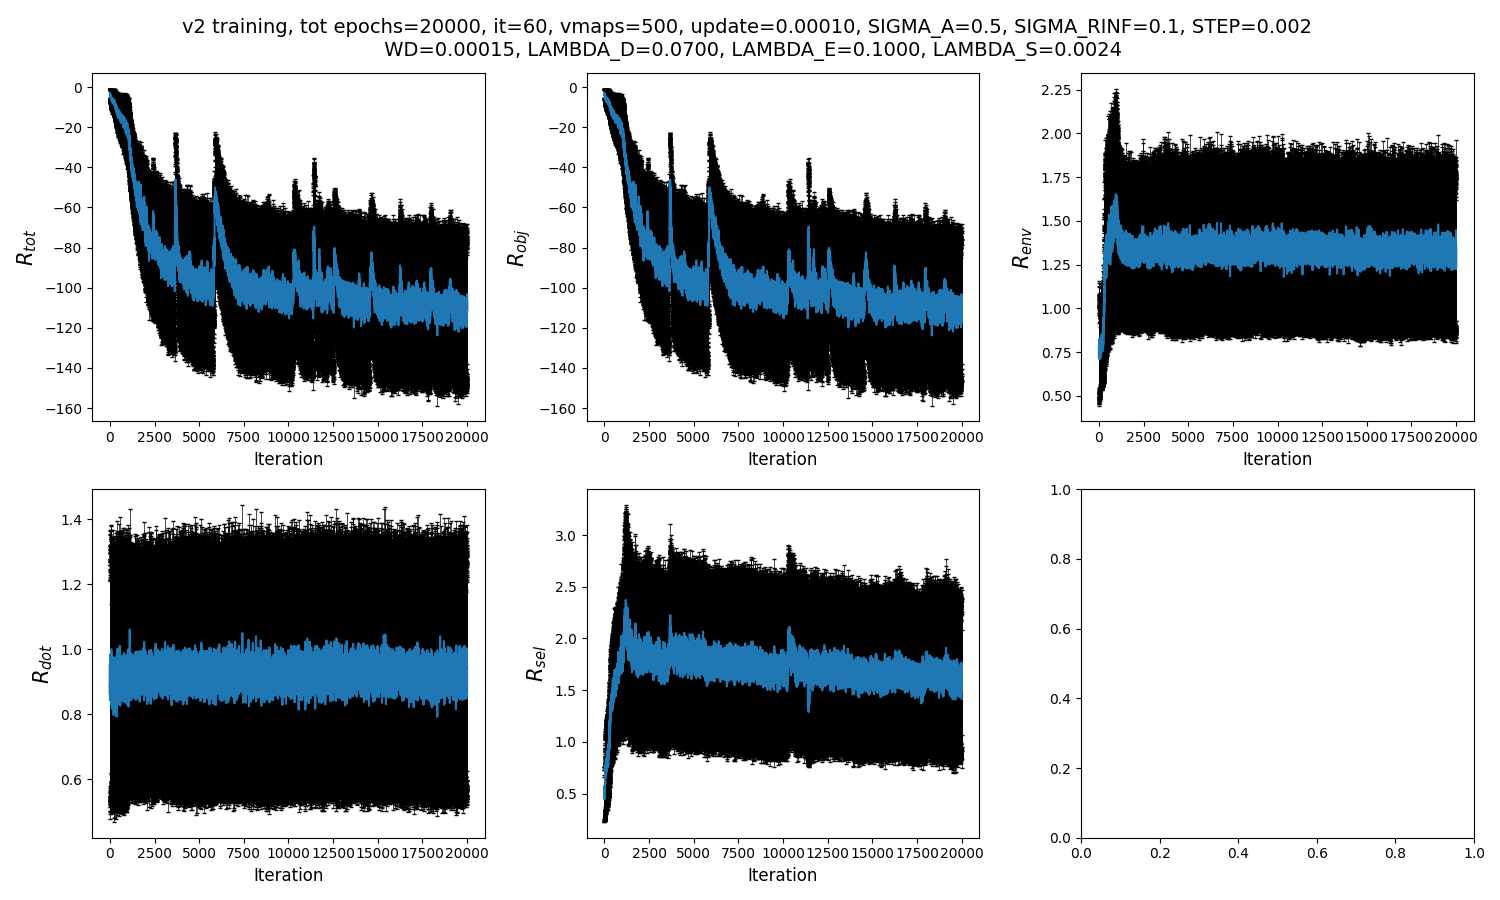 v2 training, tot epochs=20000, it=60, vmaps=500, update=0.00010, SIGMA_A=0.5, SIGMA_RINF=0.1, STEP=0.002
WD=0.00015, LAMBDA_D=0.0700, LAMBDA_E=0.1000, LAMBDA_S=0.0024
0
−20
−40
−60
−80
−100
−120
−140
−160
R_tot
0 2500 5000 7500 10000 12500 15000 17500 20000
Iteration
0
−20
−40
−60
−80
−100
−120
−140
−160
R_obj
0 2500 5000 7500 10000 12500 15000 17500 20000
Iteration
2.25
2.00
1.75
1.50
1.25
1.00
0.75
0.50
R_env
0 2500 5000 7500 10000 12500 15000 17500 20000
Iteration
1.4
1.2
1.0
0.8
0.6
R_dot
0 2500 5000 7500 10000 12500 15000 17500 20000
Iteration
3.0
2.5
2.0
1.5
1.0
0.5
R_sel
0 2500 5000 7500 10000 12500 15000 17500 20000
Iteration
1.0
0.8
0.6
0.4
0.2
0.0
0.0 0.2 0.4 0.6 0.8 1.0